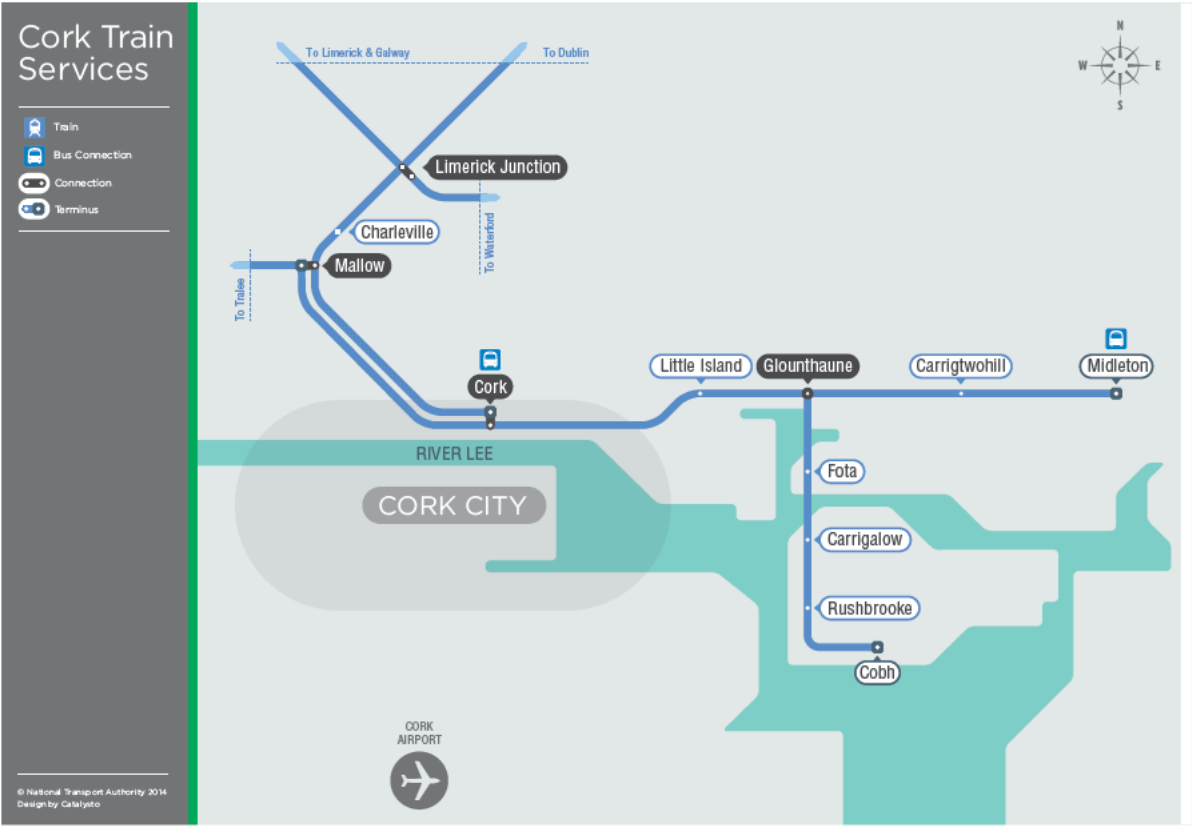 Cork Train
Services
Train
Bus Connection
Connection
Terminus
© National Transport Authority 2014
Design by Catalysto
To Limerick & Galway
To Dublin
N
W
E
S
Limerick Junction
To Waterford
Charleville
Mallow
To Tralee
Cork
Little Island
Glounthaune
Carrigtwohill
Midleton
RIVER LEE
CORK CITY
Fota
Carrigalow
Rushbrooke
Cobh
CORK
AIRPORT